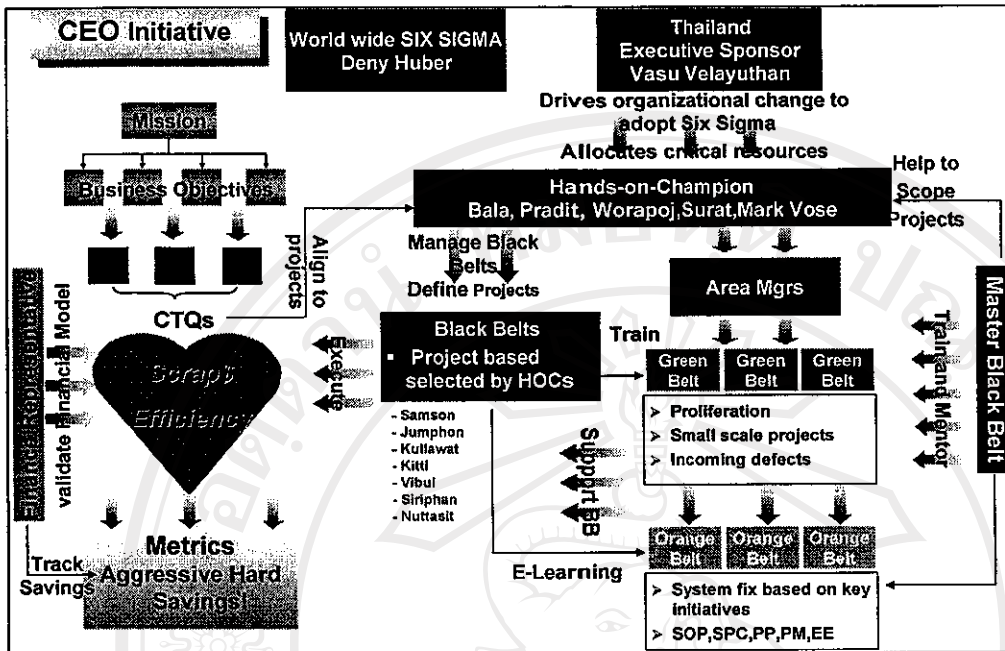 CEO Initiative
World wide SIX SIGMA
Deny Huber
Thailand
Executive Sponsor
Vasu Velayuthan
Drives organizational change to
adopt Six Sigma
Allocates critical resources
Mission
Business Objectives
CTQs
Align to
projects
Hands-on-Champion
Bala, Pradit, Worapoj,Surat,Mark Vose
Help to
Scope
Projects
Manage Black
Belts
Define Projects
Area Mgrs
Master Black Belt
Train and Mentor
Financial Representative
validate Financial Model
Scrapt
Efficiency
Execute
Black Belts
▪ Project based
selected by HOCs
- Samson
- Jumphon
- Kullawat
- Kitti
- Vibul
- Siriphan
- Nuttasit
Train
Green
Belt
Green
Belt
Green
Belt
➢ Proliferation
➢ Small scale projects
➢ Incoming defects
Support BB
Orange
Belt
Orange
Belt
Orange
Belt
E-Learning
➢ System fix based on key
initiatives
➢ SOP,SPC,PP,PM,EE
Track
Savings
Metrics
Aggressive Hard
Savings!